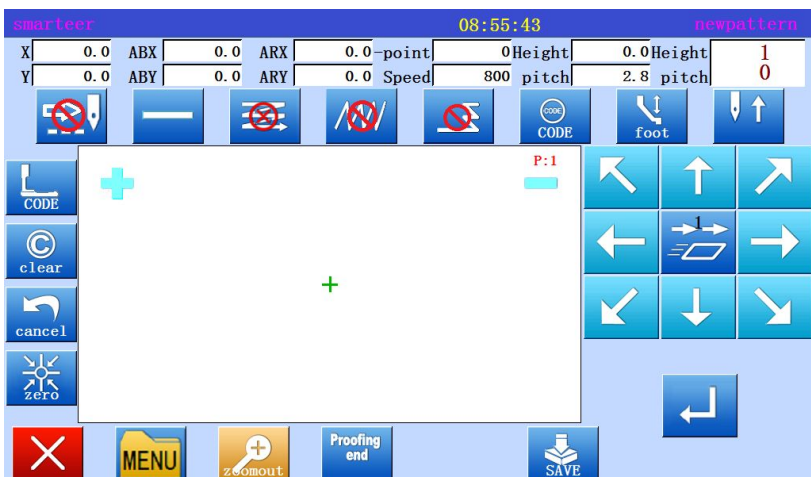 smarteer 08:55:43 newpattern
X 0.0 ABX 0.0 ARX 0.0 -point 0 Height 0.0 Height 1
Y 0.0 ABY 0.0 ARY 0.0 Speed 800 pitch 2.8 pitch 0
CODE
CODE
foot
P:1
CODE
1
C
clear
cancel
zero
MENU
zoomout
Proofing
end
SAVE